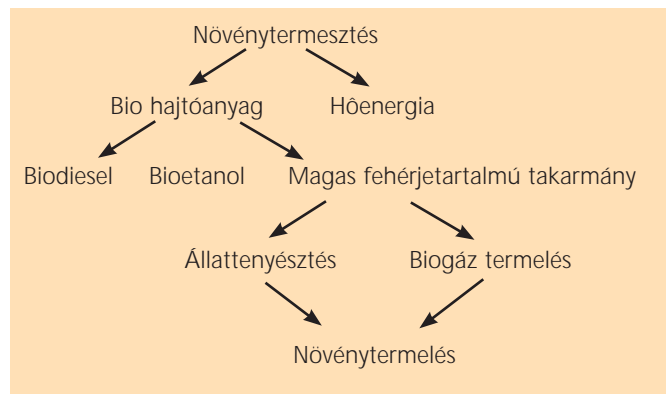 Növénytermesztés
Bio hajtóanyag Hôenergia
Biodiesel Bioetanol Magas fehérjetartalmú takarmány
Állattenyésztés Biogáz termelés
Növénytermelés